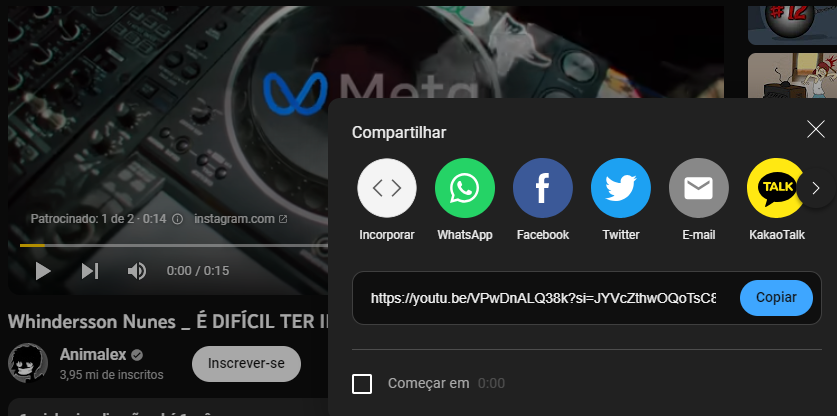 #12
Meta
Compartilhar
Patrocinado: 1 de 2 · 0:14
instagram.com
TALK
Incorporar
WhatsApp
Facebook
Twitter
E-mail
KakaoTalk
0:00 / 0:15
https://youtu.be/VPwDnALQ38k?si=JYVcZthwOQoTsC8
Copiar
Whindersson Nunes _ É DIFÍCIL TER
Animalex
3,95 mi de inscritos
Inscrever-se
Começar em 0:00